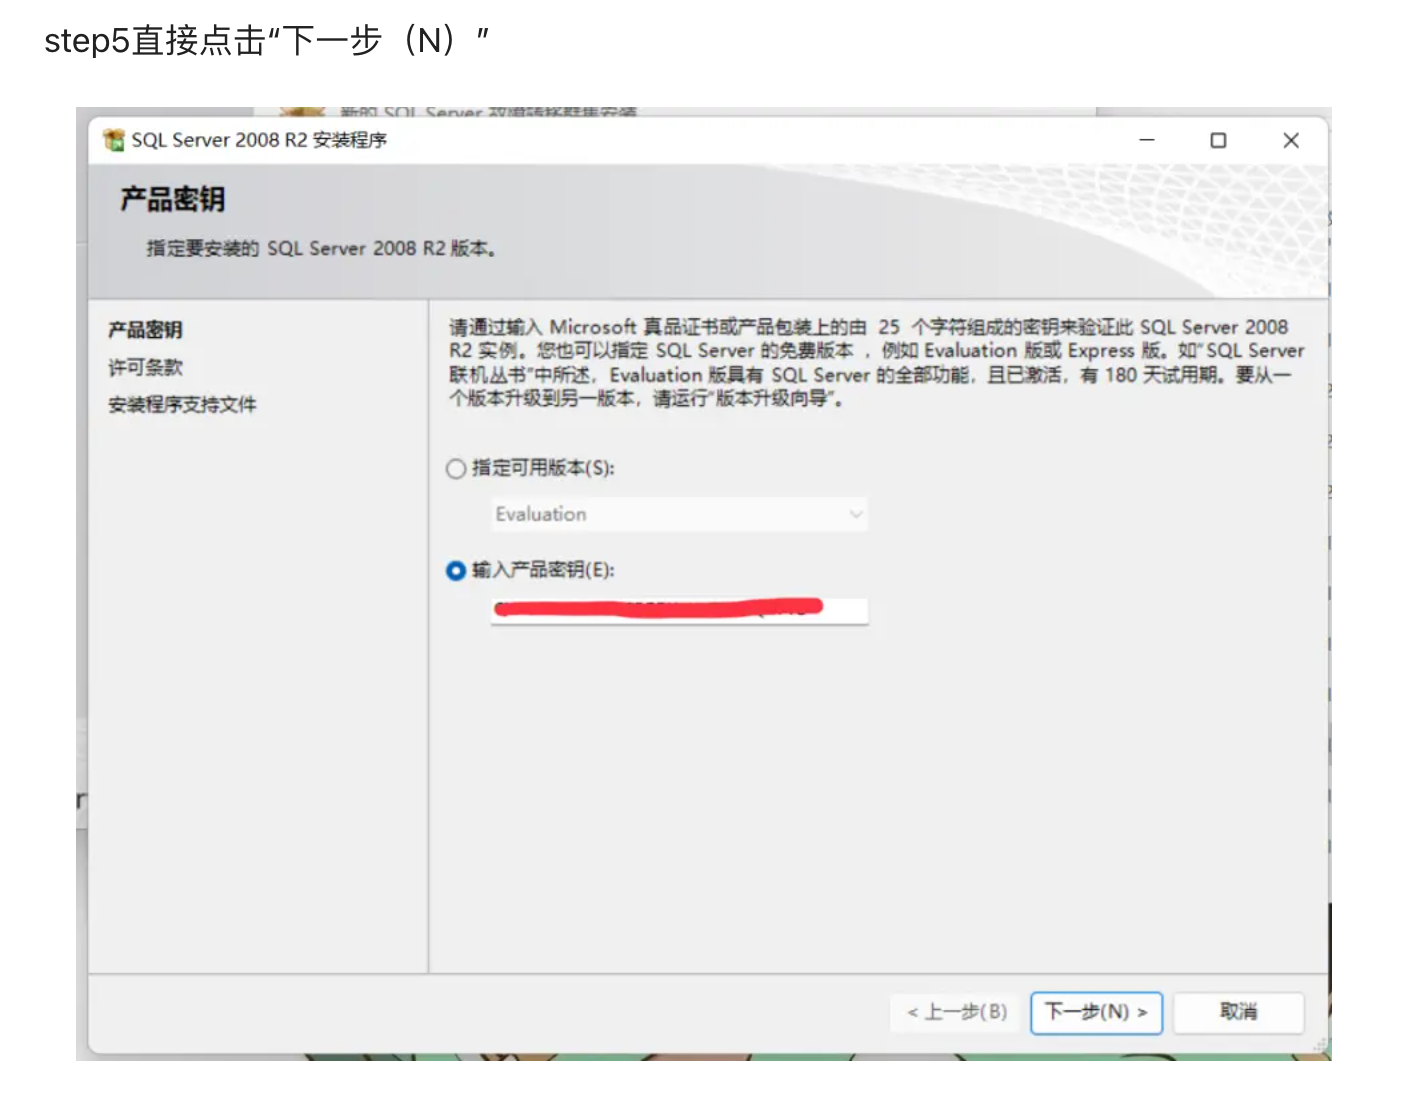 step5直接点击“下一步（N）”
新的 SQL Server 故障转移群集安装
SQL Server 2008 R2 安装程序
产品密钥
指定要安装的 SQL Server 2008 R2 版本。
产品密钥
许可条款
安装程序支持文件
请通过输入 Microsoft 真品证书或产品包装上的由 25 个字符组成的密钥来验证此 SQL Server 2008
R2 实例。您也可以指定 SQL Server 的免费版本，例如 Evaluation 版或 Express 版。如“SQL Server
联机丛书”中所述，Evaluation 版具有 SQL Server 的全部功能，且已激活，有 180 天试用期。要从一
个版本升级到另一版本，请运行“版本升级向导”。
指定可用版本(S):
Evaluation
输入产品密钥(E):
< 上一步(B)
下一步(N) >
取消